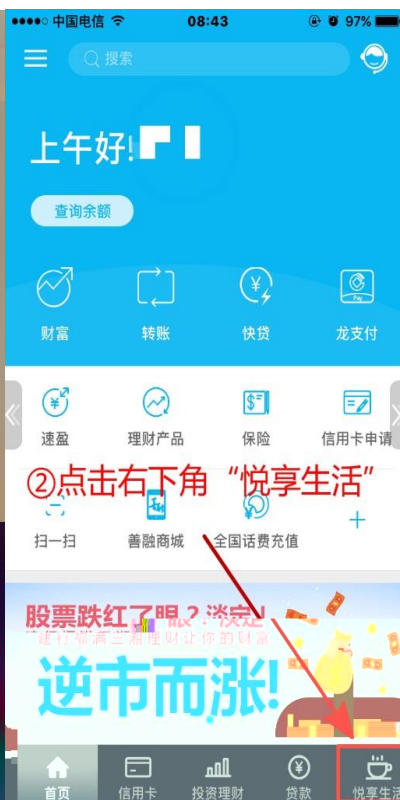 中国电信 08:43 97%
搜索
上午好!
查询余额
财富 转账 快贷 龙支付
速盈 理财产品 保险 信用卡申请
②点击右下角“悦享生活”
扫一扫 善融商城 全国话费充值
股票跌红了眼？淡定!
逆市而涨!
首页 信用卡 投资理财 贷款 悦享生活